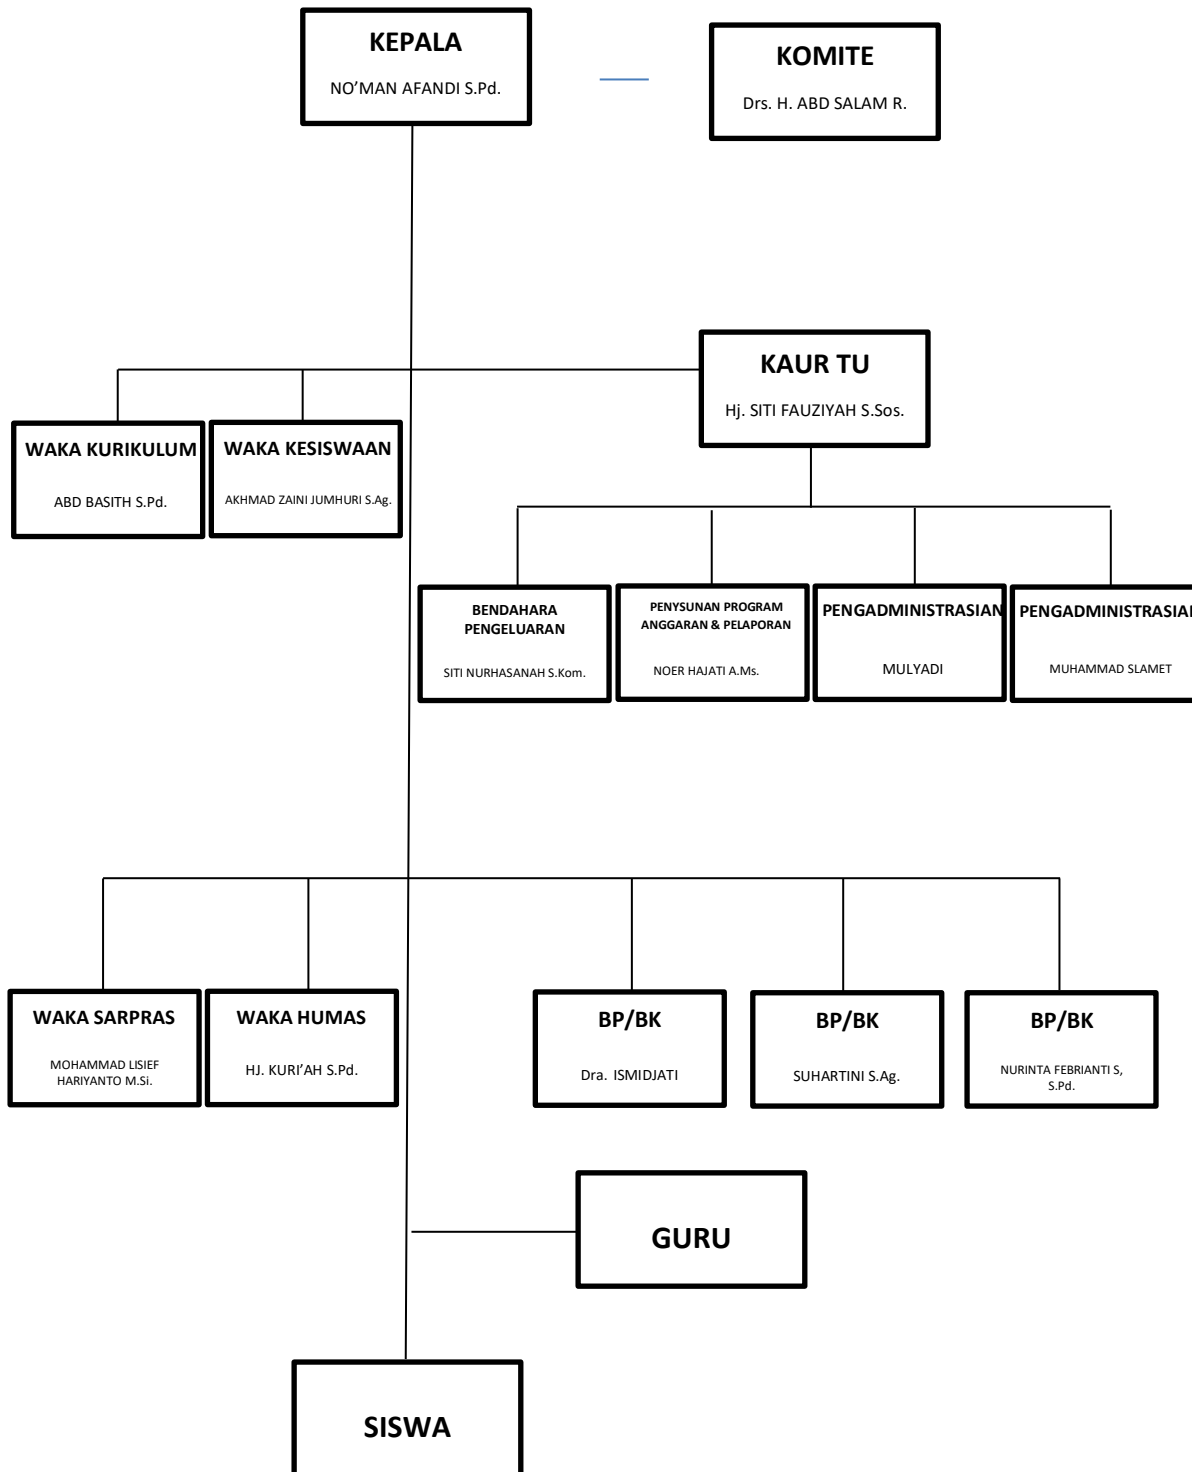 KEPALA
NO’MAN AFANDI S.Pd.
KOMITE
Drs. H. ABD SALAM R.
KAUR TU
Hj. SITI FAUZIYAH S.Sos.
WAKA KURIKULUM
ABD BASITH S.Pd.
WAKA KESISWAAN
AKHMAD ZAINI JUMHURI S.Ag.
BENDAHARA
PENGELUARAN
SITI NURHASANAH S.Kom.
PENYSUNAN PROGRAM
ANGGARAN & PELAPORAN
NOER HAJATI A.Ms.
PENGADMINISTRASIAN
MULYADI
PENGADMINISTRASIAN
MUHAMMAD SLAMET
WAKA SARPRAS
MOHAMMAD LISIEF
HARIYANTO M.Si.
WAKA HUMAS
HJ. KURI’AH S.Pd.
BP/BK
Dra. ISMIDJATI
BP/BK
SUHARTINI S.Ag.
BP/BK
NURINTA FEBRIANTI S,
S.Pd.
GURU
SISWA